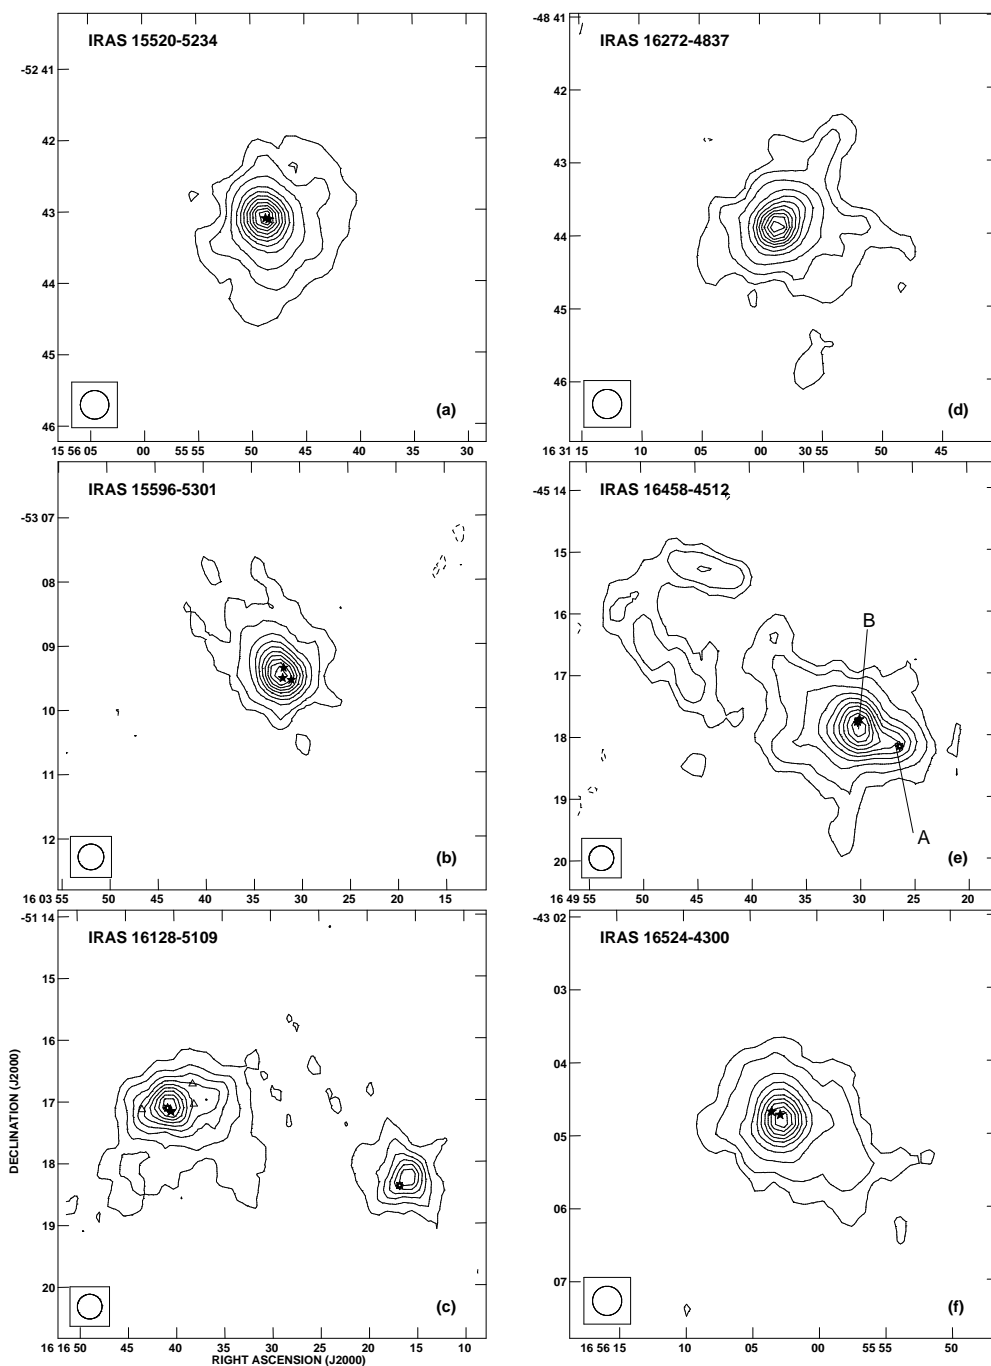 IRAS 15520-5234
-52 41
42
43
44
45
46
(a)
15 56 05 00 55 55 50 45 40 35 30
IRAS 16272-4837
-48 41
42
43
44
45
46
(d)
16 31 15 10 05 00 30 55 50 45
IRAS 15596-5301
-53 07
08
09
10
11
12
(b)
16 03 55 50 45 40 35 30 25 20 15
IRAS 16458-4512
-45 14
15
16
17
18
19
20
B
A
(e)
16 49 55 50 45 40 35 30 25 20
IRAS 16128-5109
-51 14
15
16
17
18
19
20
DECLINATION (J2000)
(c)
16 16 50 45 40 35 30 25 20 15 10
RIGHT ASCENSION (J2000)
IRAS 16524-4300
-43 02
03
04
05
06
07
(f)
16 56 15 10 05 00 55 55 50